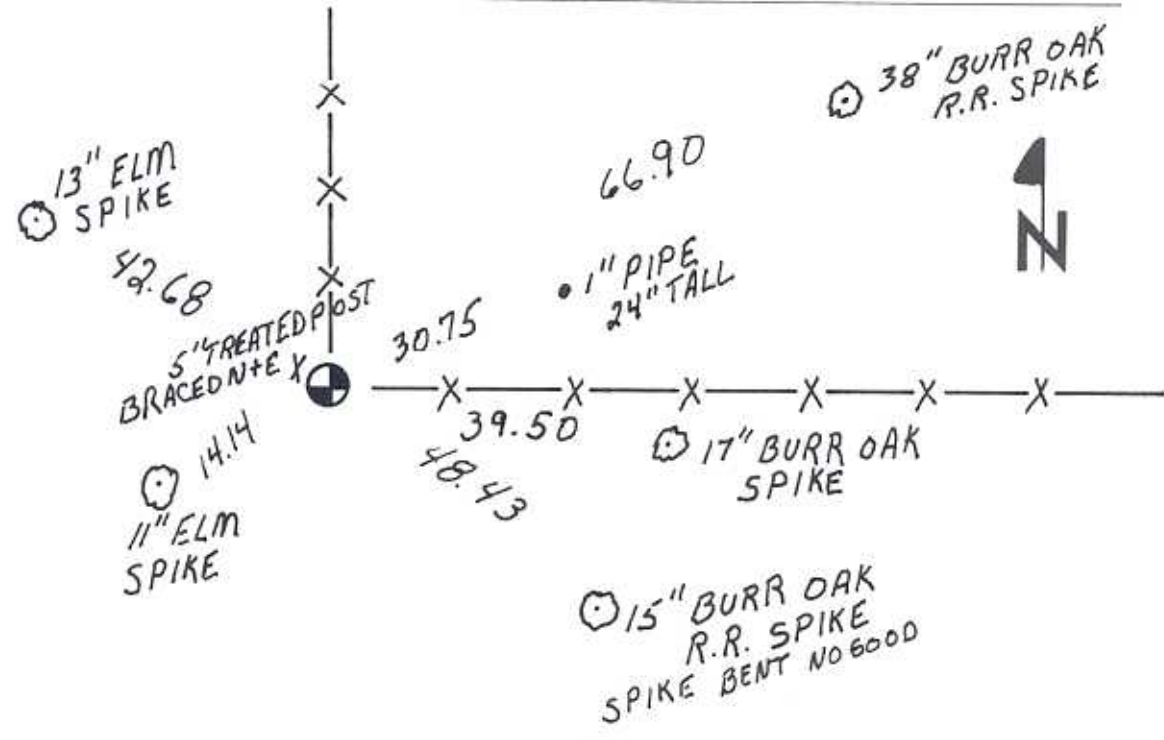 38" BURR OAK
R.R. SPIKE
13" ELM
SPIKE
66.90
N
42.68
1" PIPE
24" TALL
5" TREATED POST
BRACED N+E X
30.75
39.50
14.14
48.43
17" BURR OAK
SPIKE
11" ELM
SPIKE
15" BURR OAK
R.R. SPIKE
SPIKE BENT NO GOOD